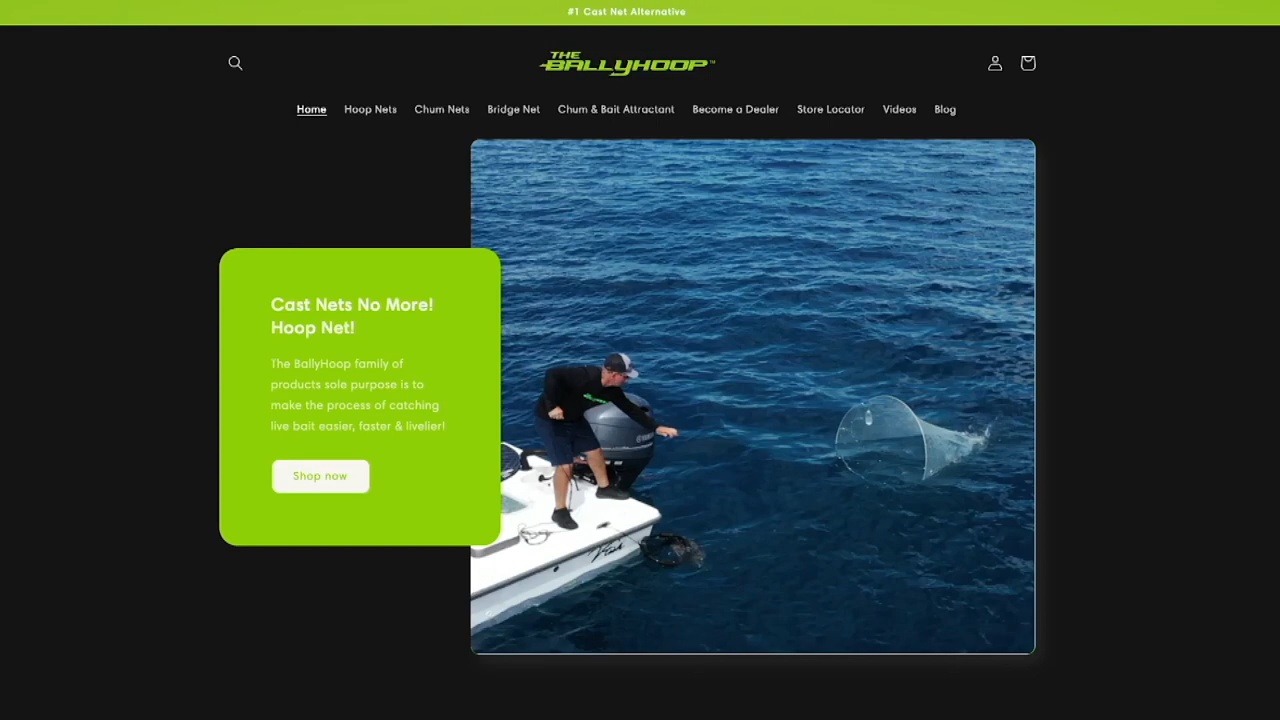 #1 Cast Net Alternative
THE
BALLYHOOP™
Home Hoop Nets Chum Nets Bridge Net Chum & Bait Attractant Become a Dealer Store Locator Videos Blog
Cast Nets No More!
Hoop Net!
The BallyHoop family of
products sole purpose is to
make the process of catching
live bait easier, faster & livelier!
Shop now